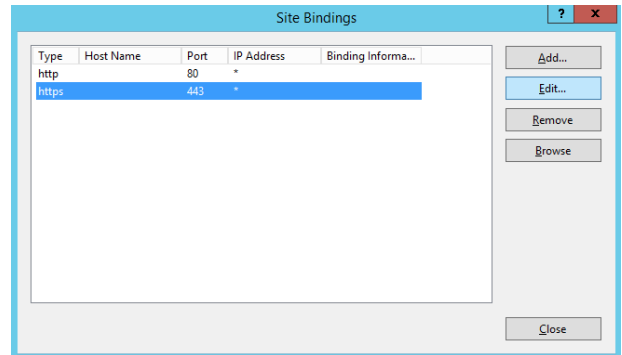 Site Bindings
? x
Type Host Name Port IP Address Binding Informa...
http 80 *
https 443 *
Add...
Edit...
Remove
Browse
Close